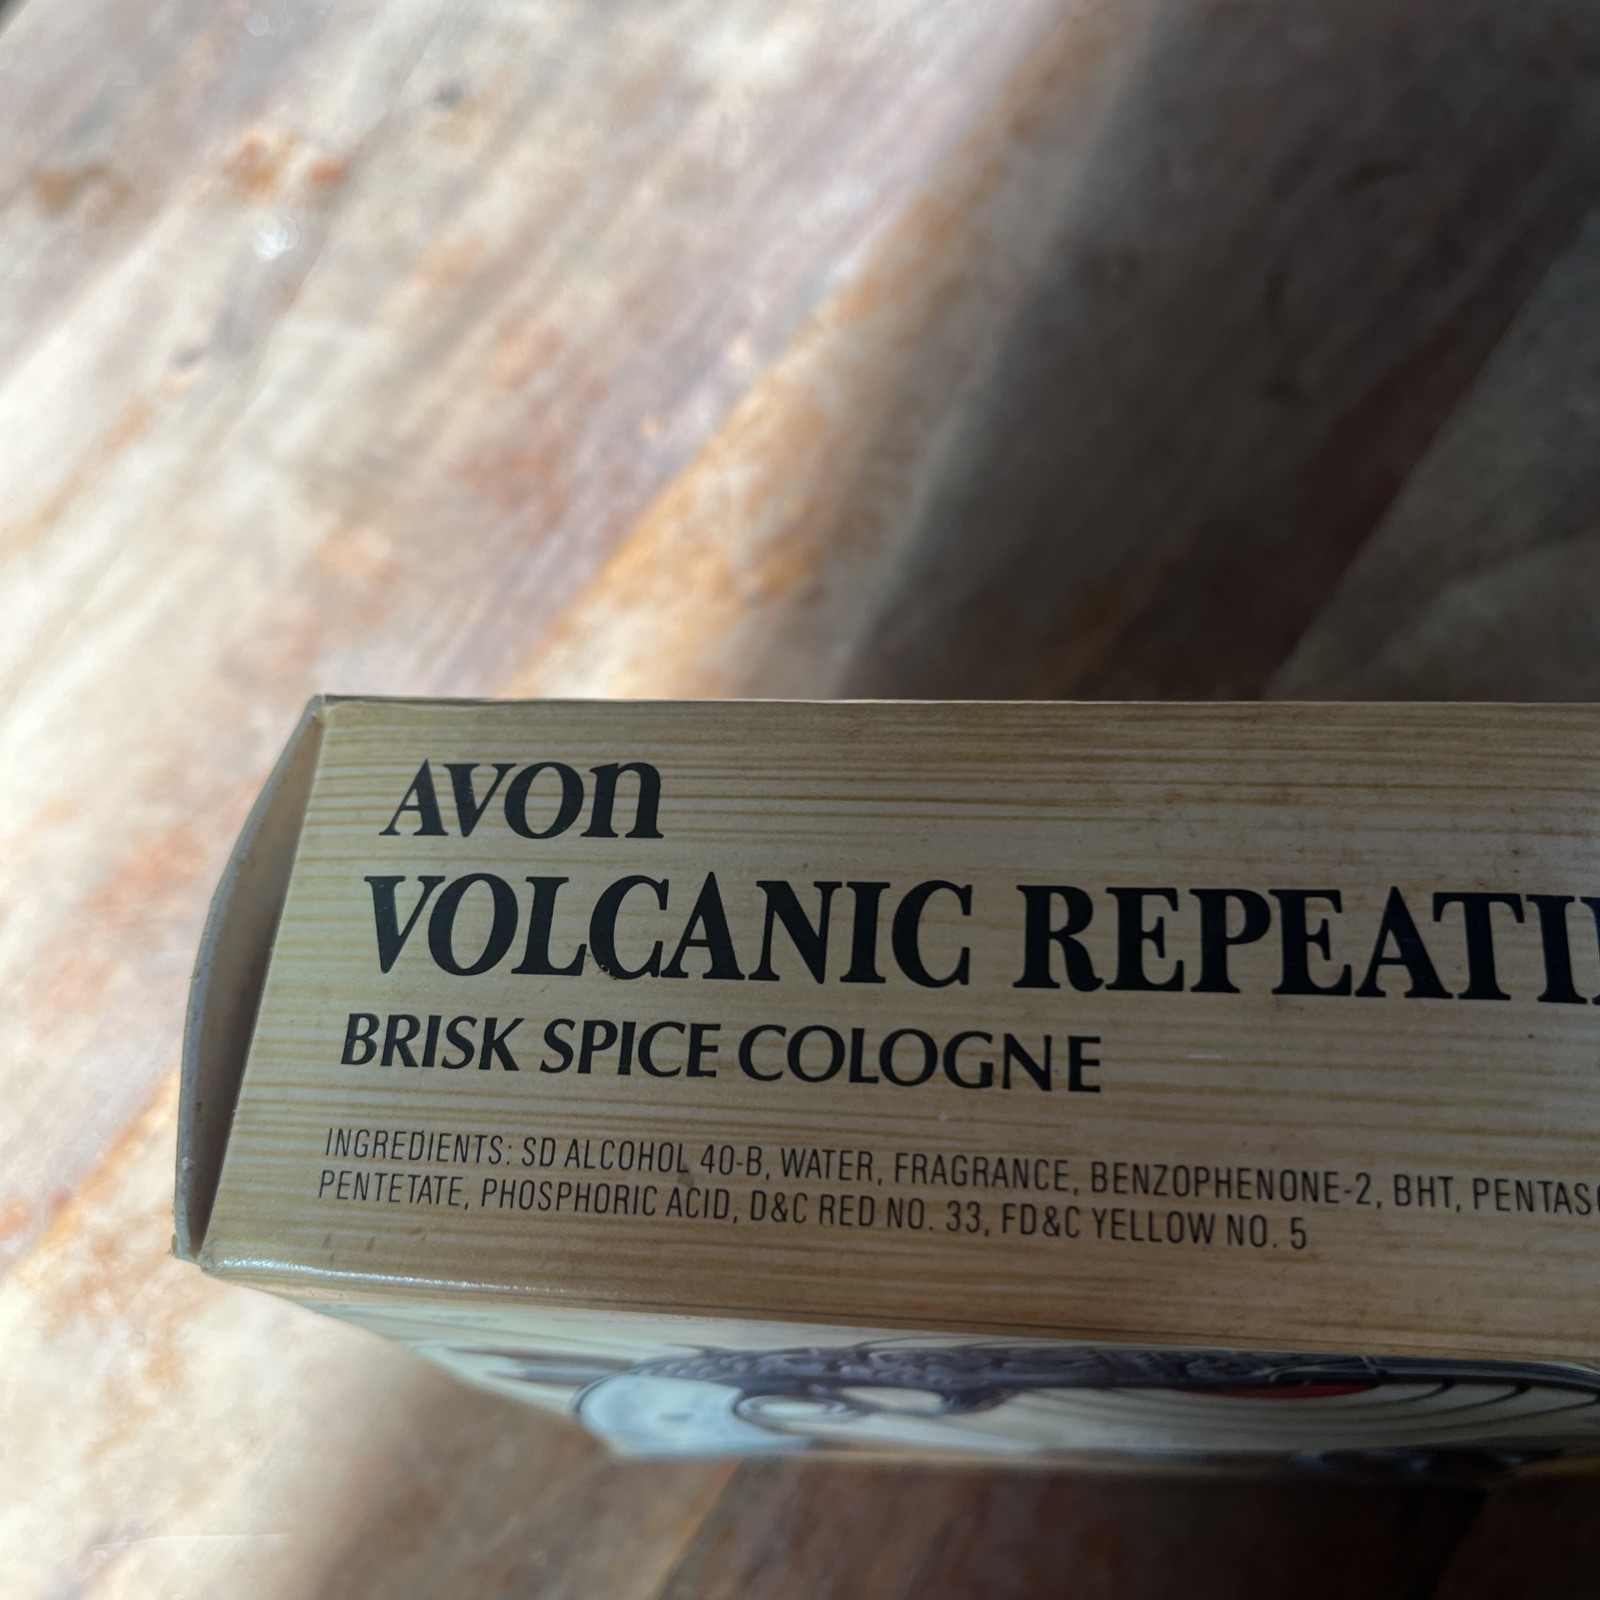 AVON
VOLCANIC REPEATI
BRISK SPICE COLOGNE
INGREDIENTS: SD ALCOHOL 40-B, WATER, FRAGRANCE, BENZOPHENONE-2, BHT, PENTAS
PENTETATE, PHOSPHORIC ACID, D&C RED NO. 33, FD&C YELLOW NO. 5